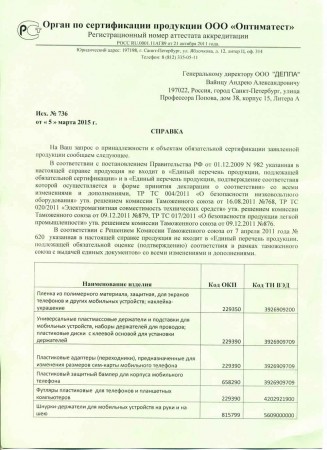 Орган по сертификации продукции ООО «Оптиматест»
Регистрационный номер аттестата аккредитации
РОСС RU.0001.11АГ89 от 21 октября 2011 года.
Юридический адрес: 197198, г. Санкт-Петербург, ул. Яблочкова, д. 12, литер Ц, оф. 314
Телефон: 8 (812) 335-05-11
Генеральному директору ООО "ДЕППА"
Вайнеру Андрею Александровичу
197022, Россия, город Санкт-Петербург, улица
Профессора Попова, дом 38, корпус 15, Литера А
Исх. № 736
от « 5 » марта 2015 г.
СПРАВКА
На Ваш запрос о принадлежности к объектам обязательной сертификации заявленной
продукции сообщаем следующее.
В соответствии с постановлением Правительства РФ от 01.12.2009 N 982 указанная в
настоящей справке продукция не входит в «Единый перечень продукции, подлежащей
обязательной сертификации» и в «Единый перечень продукции, подтверждение соответствия
которой осуществляется в форме принятия декларации о соответствии» со всеми
изменениями и дополнениями, ТР ТС 004/2011 «О безопасности низковольтного
оборудования» утв. решением комиссии Таможенного союза от 16.08.2011 №768, ТР ТС
020/2011 «Электромагнитная совместимость технических средств» утв. решением комиссии
Таможенного союза от 09.12.2011 №879, ТР ТС 017/2011 «О безопасности продукции легкой
промышленности» утв. решением комиссии Таможенного союза от 09.12.2011 №876.
В соответствии с Решением Комиссии Таможенного союза от 7 апреля 2011 года №
620 указанная в настоящей справке продукция не входит в «Единый перечень продукции,
подлежащей обязательной оценке (подтверждению) соответствия в рамках таможенного
союза с выдачей единых документов» со всеми изменениями и дополнениями.
Наименование изделия Код ОКП Код ТН ВЭД
Пленка из полимерного материала, защитная, для экранов
телефонов и других мобильных устройств; наклейка-
украшение 229390 3926909200
Универсальные пластмассовые держатели и подставки для
мобильных устройств, наборы держателей для проводов;
пластиковые диски с клеевой основой для установки
держателей 229390 3926909709
Пластиковые адаптеры (переходники), предназначенные для
изменения размеров сим-карты мобильного телефона 229390 3926909709
Пластиковый защитный бампер для корпуса мобильного
телефона 658290 3926909709
Футляры пластиковые для телефонов и планшетных
компьютеров 229390 4202921900
Шнурки держатели для мобильных устройств на руки и на
шею 815799 5609000000